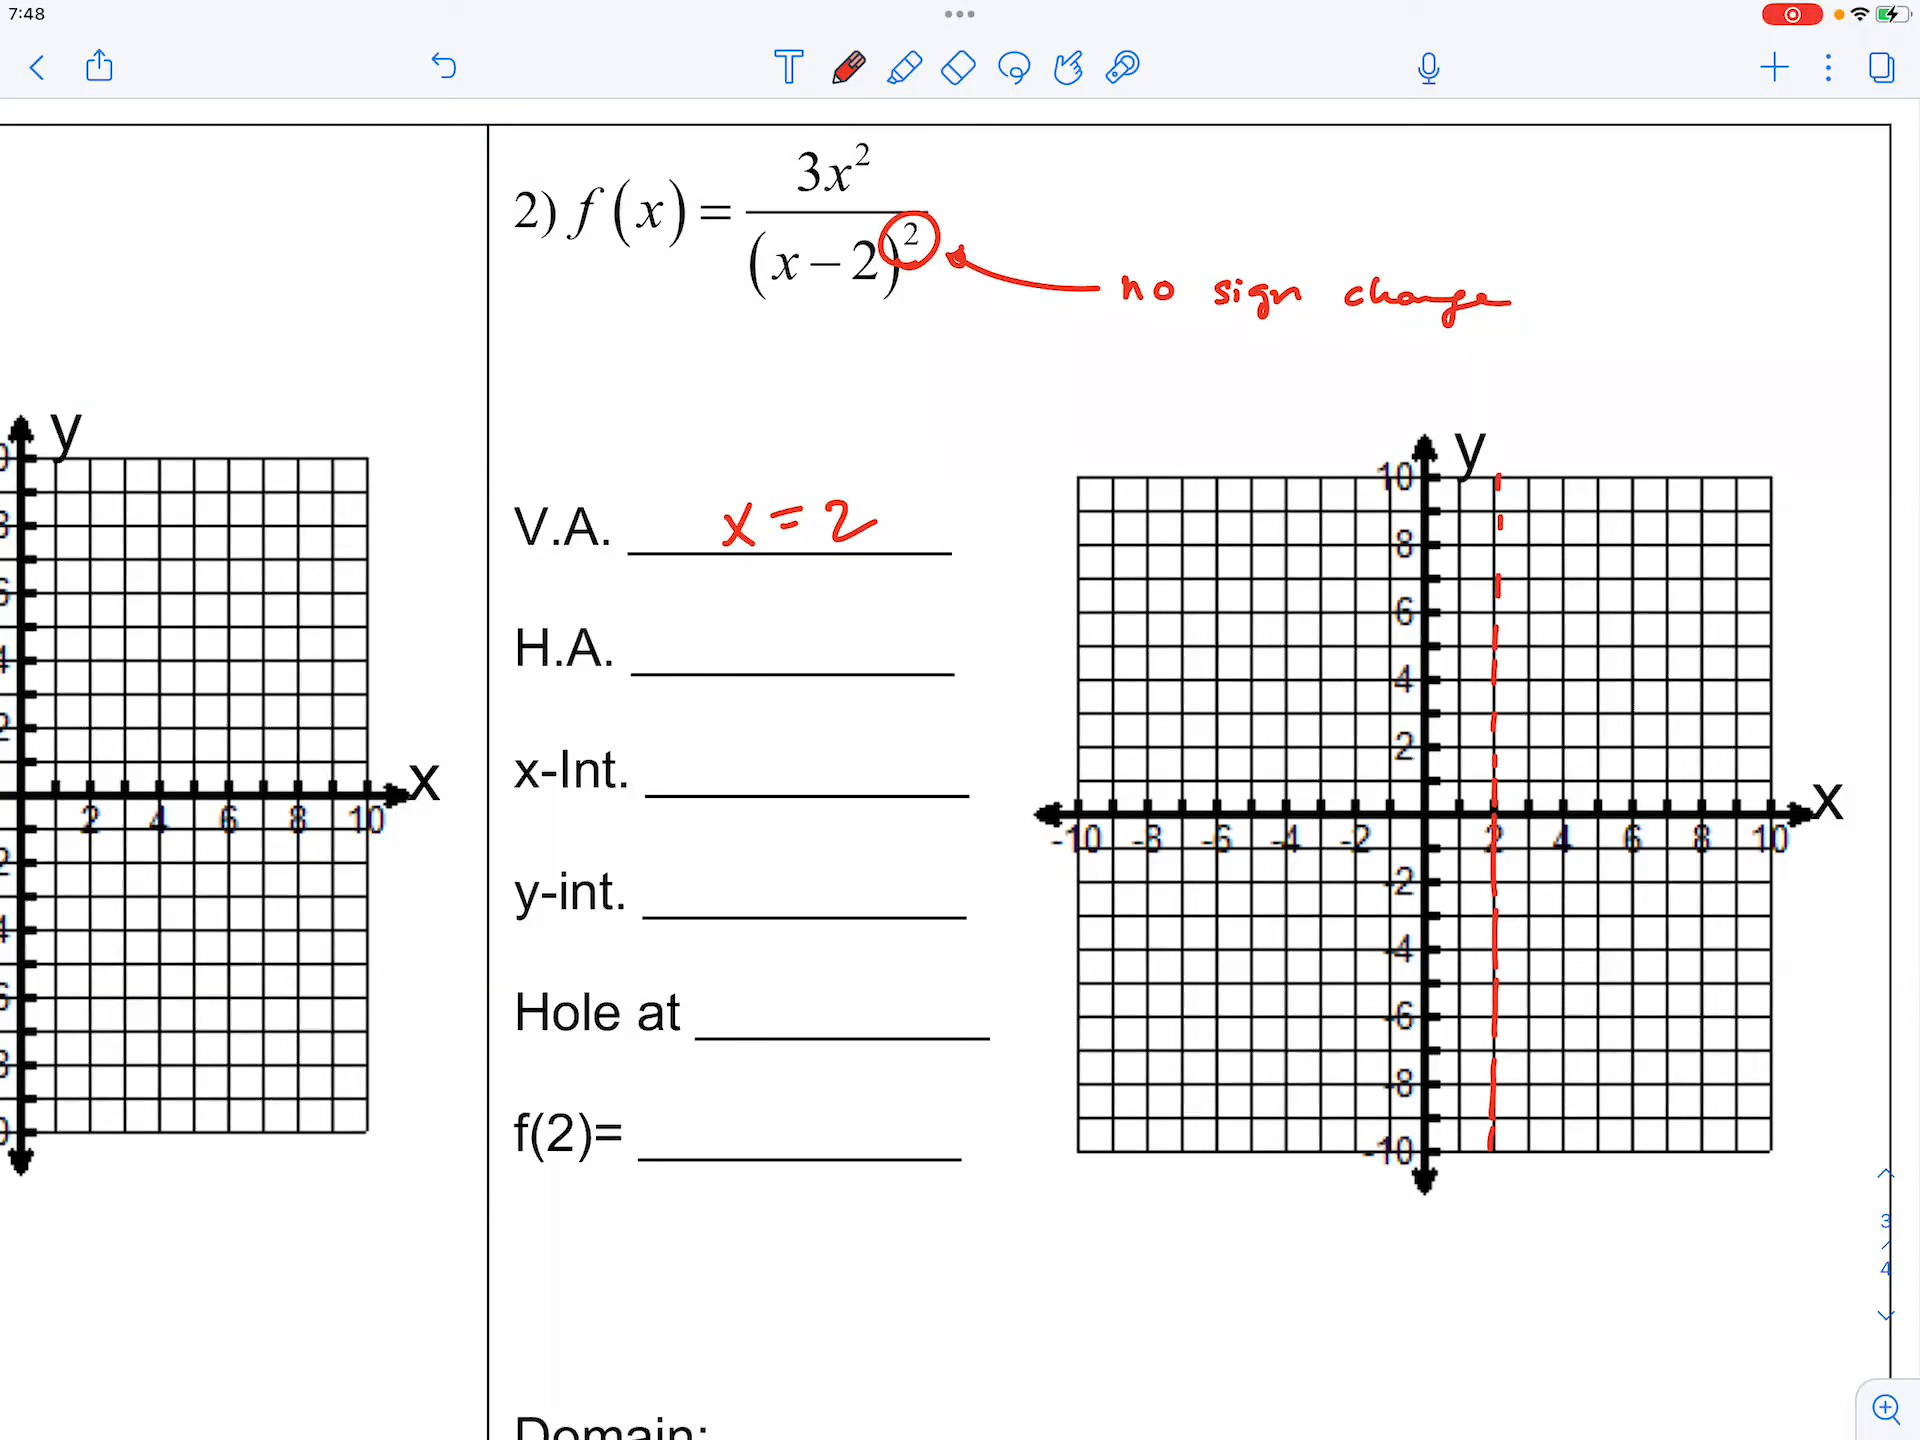 7:48
2) f(x) = 3x² / (x − 2)²
no sign change
y
10
8
6
4
2
x
-10 -8 -6 -4 -2 2 4 6 8 10
-2
-4
-6
-8
-10
V.A. x = 2
H.A.
x-Int.
y-int.
Hole at
f(2)=
Domain:
y
x
2 4 6 8 10
3
4